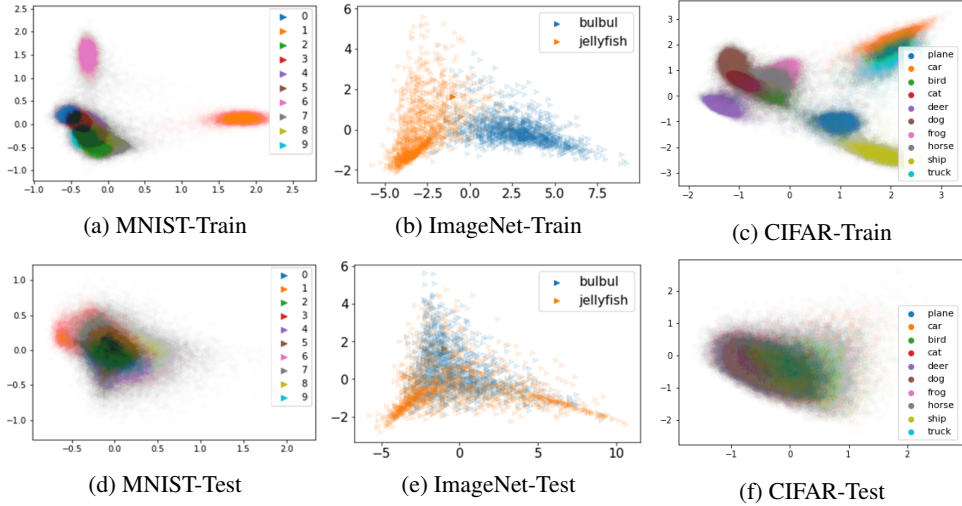 2.5
2.0
1.5
1.0
0.5
0.0
−0.5
−1.0
0
1
2
3
4
5
6
7
8
9
−1.0 −0.5 0.0 0.5 1.0 1.5 2.0 2.5
(a) MNIST-Train
6
4
2
0
−2
bulbul
jellyfish
−5.0 −2.5 0.0 2.5 5.0 7.5
(b) ImageNet-Train
3
2
1
0
−1
−2
−3
plane
car
bird
cat
deer
dog
frog
horse
ship
truck
−2 −1 0 1 2
(c) CIFAR-Train
1.0
0.5
0.0
−0.5
−1.0
0
1
2
3
4
5
6
7
8
9
−0.5 0.0 0.5 1.0 1.5 2.0
(d) MNIST-Test
6
4
2
0
−2
bulbul
jellyfish
−5 0 5 10
(e) ImageNet-Test
2
1
0
−1
−2
plane
car
bird
cat
deer
dog
frog
horse
ship
truck
−1 0 1 2
(f) CIFAR-Test